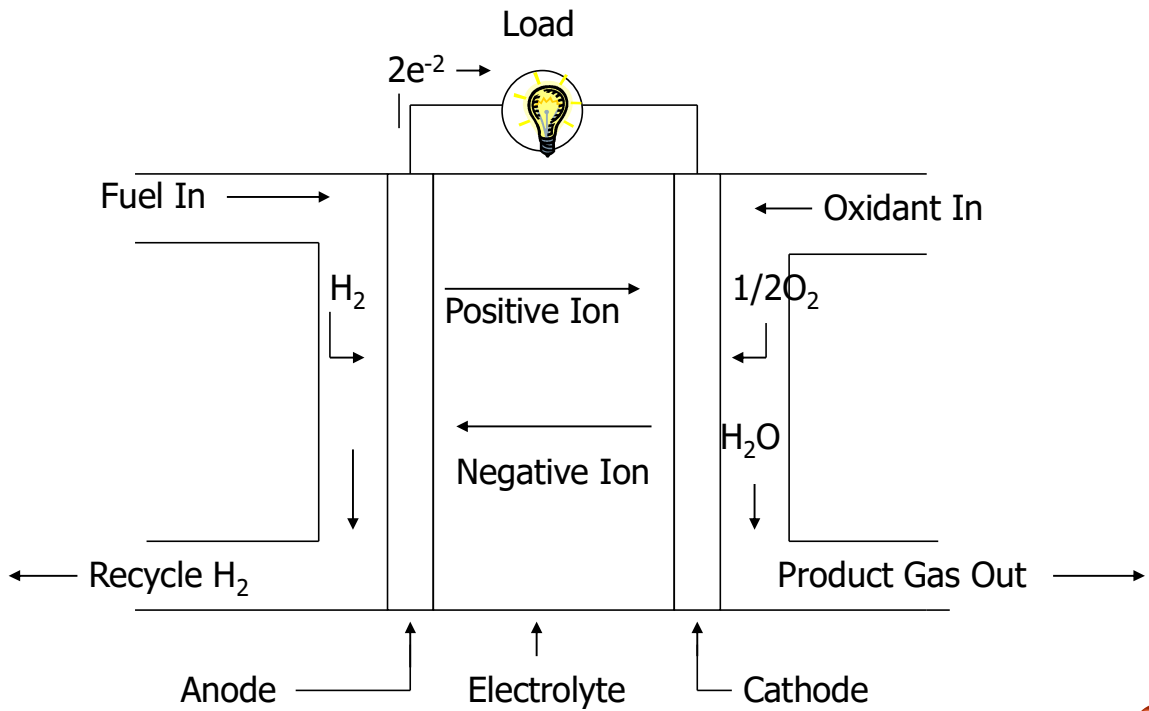 Load
2e⁻²
Fuel In
Oxidant In
H₂
1/2O₂
Positive Ion
H₂O
Negative Ion
Recycle H₂
Product Gas Out
Anode
Electrolyte
Cathode